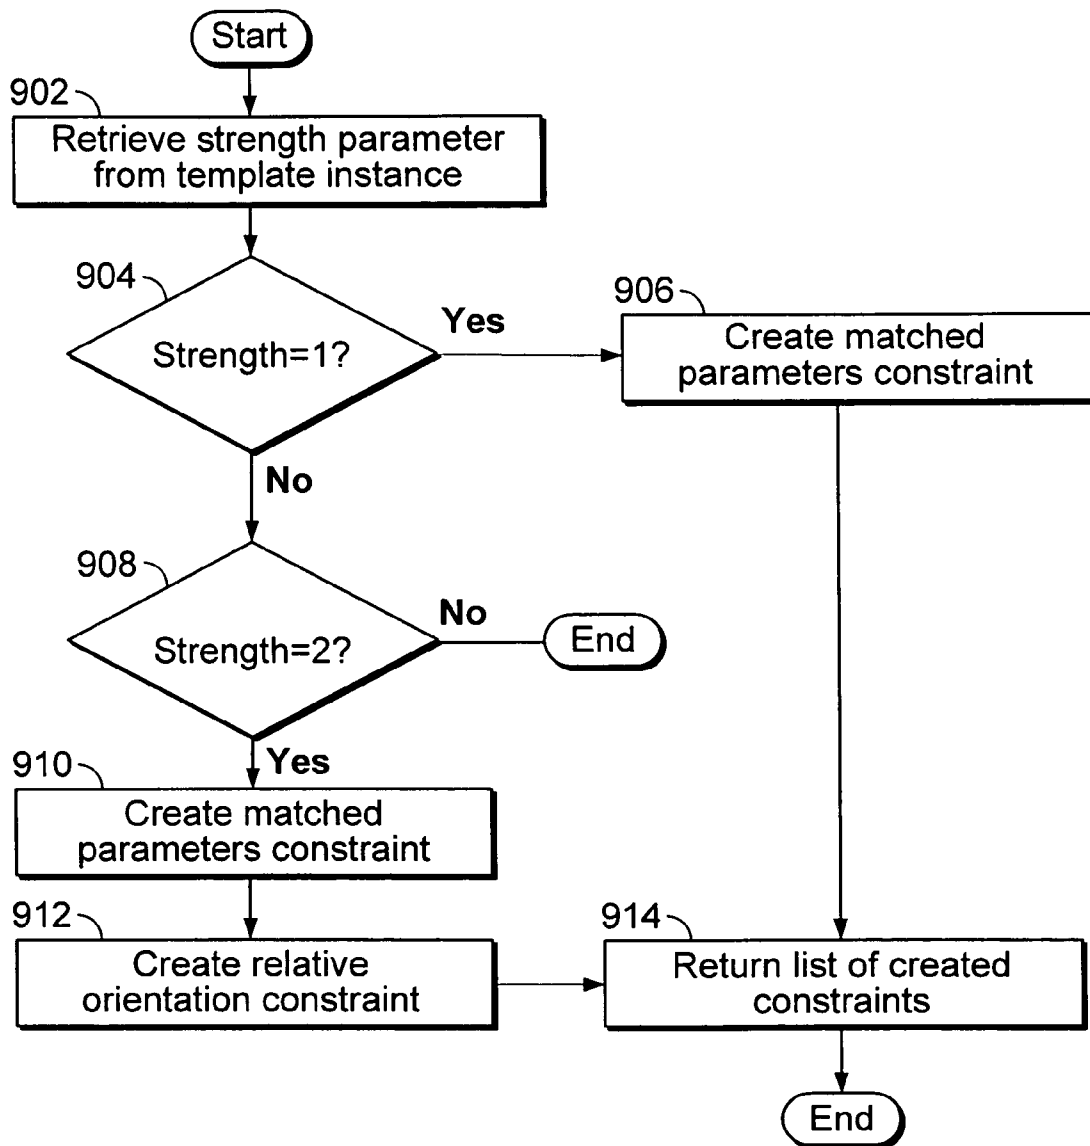 Start
902
Retrieve strength parameter
from template instance
904
Strength=1?
Yes
906
Create matched
parameters constraint
No
908
Strength=2?
No
End
Yes
910
Create matched
parameters constraint
912
Create relative
orientation constraint
914
Return list of created
constraints
End